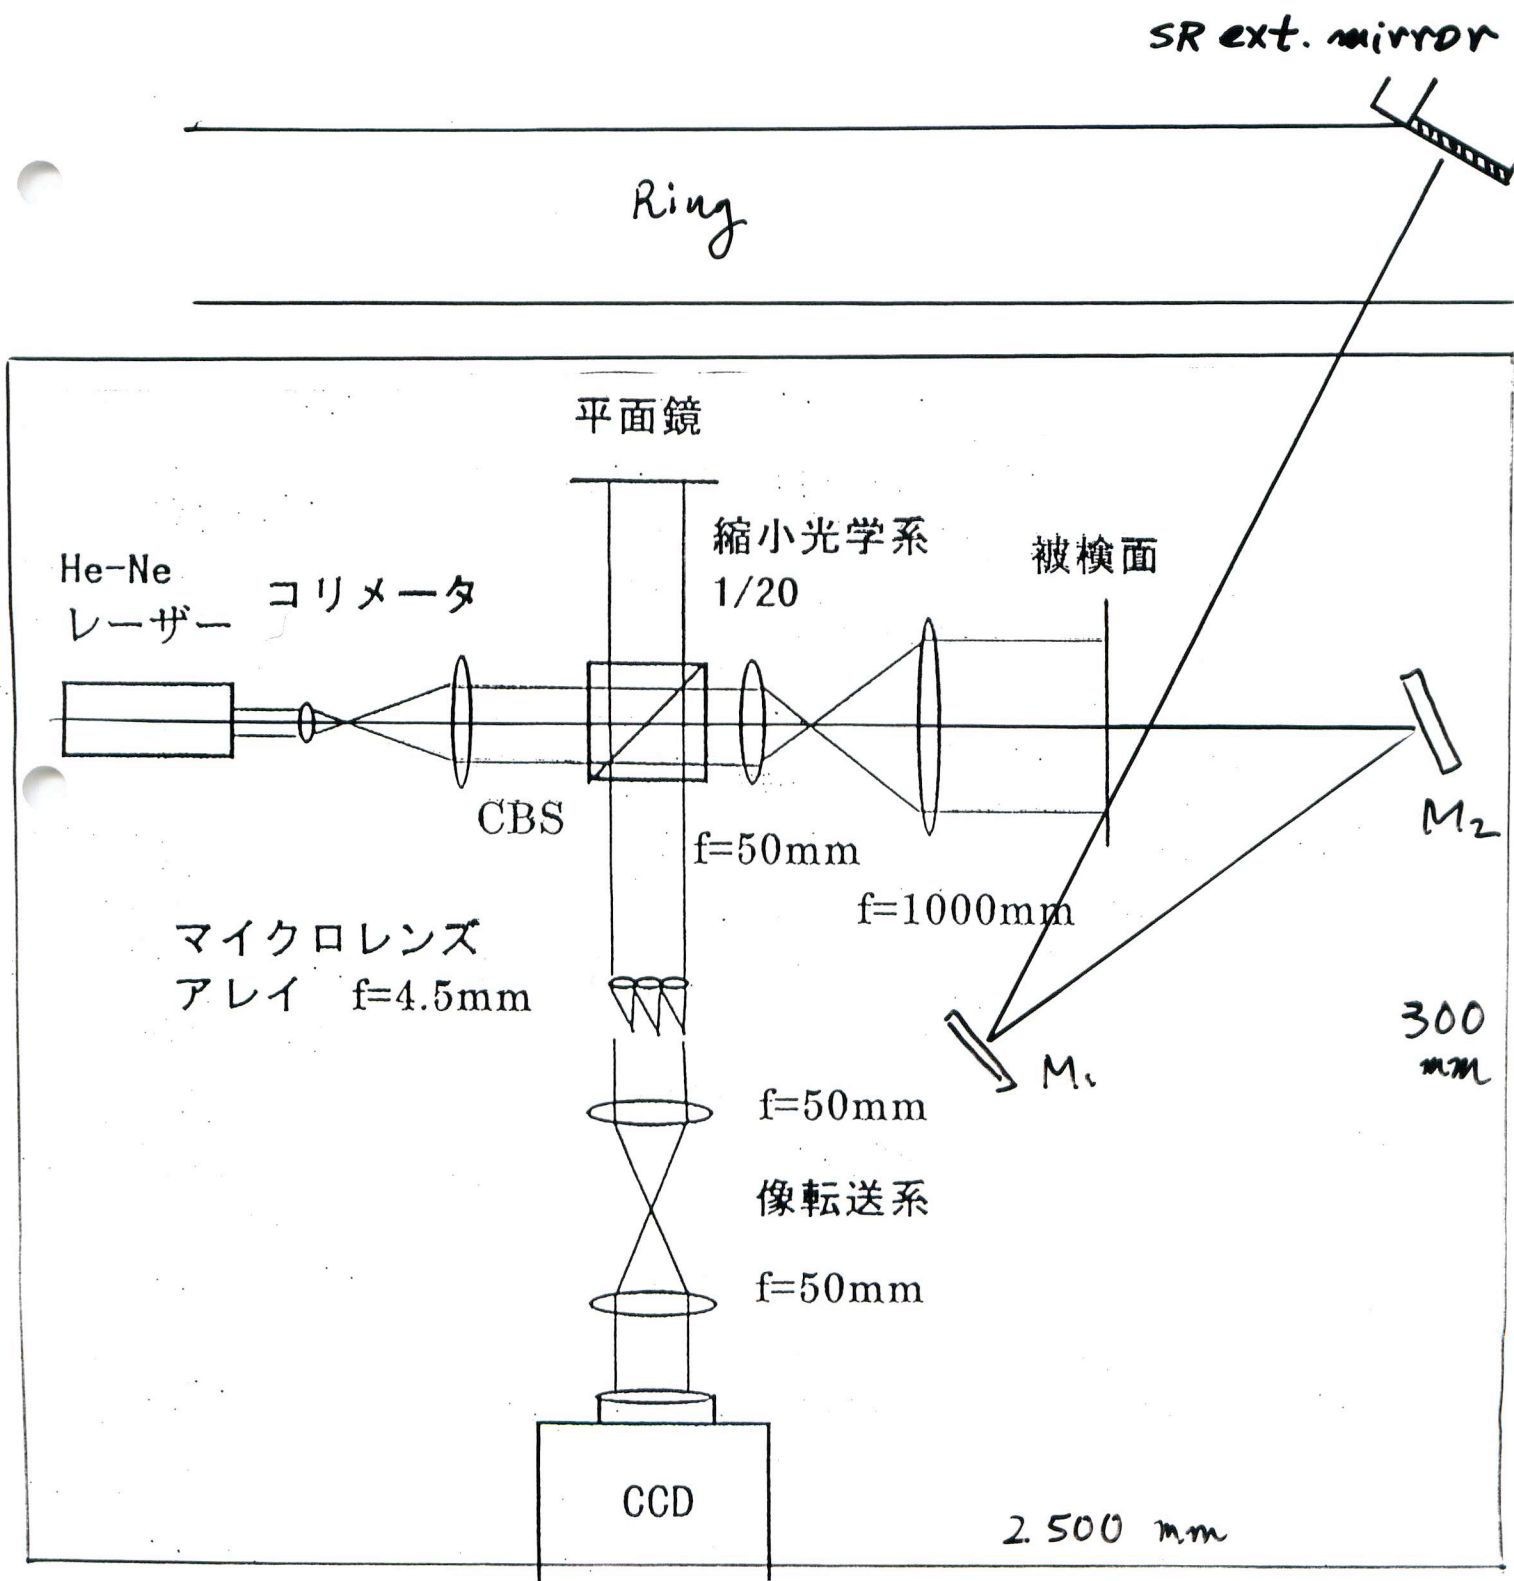 SR ext. mirror
Ring
平面鏡
縮小光学系
1/20
被検面
He-Ne
レーザー
コリメータ
CBS
f=50mm
M2
f=1000mm
マイクロレンズ
アレイ f=4.5mm
300
mm
M1
f=50mm
像転送系
f=50mm
CCD
2.500 mm